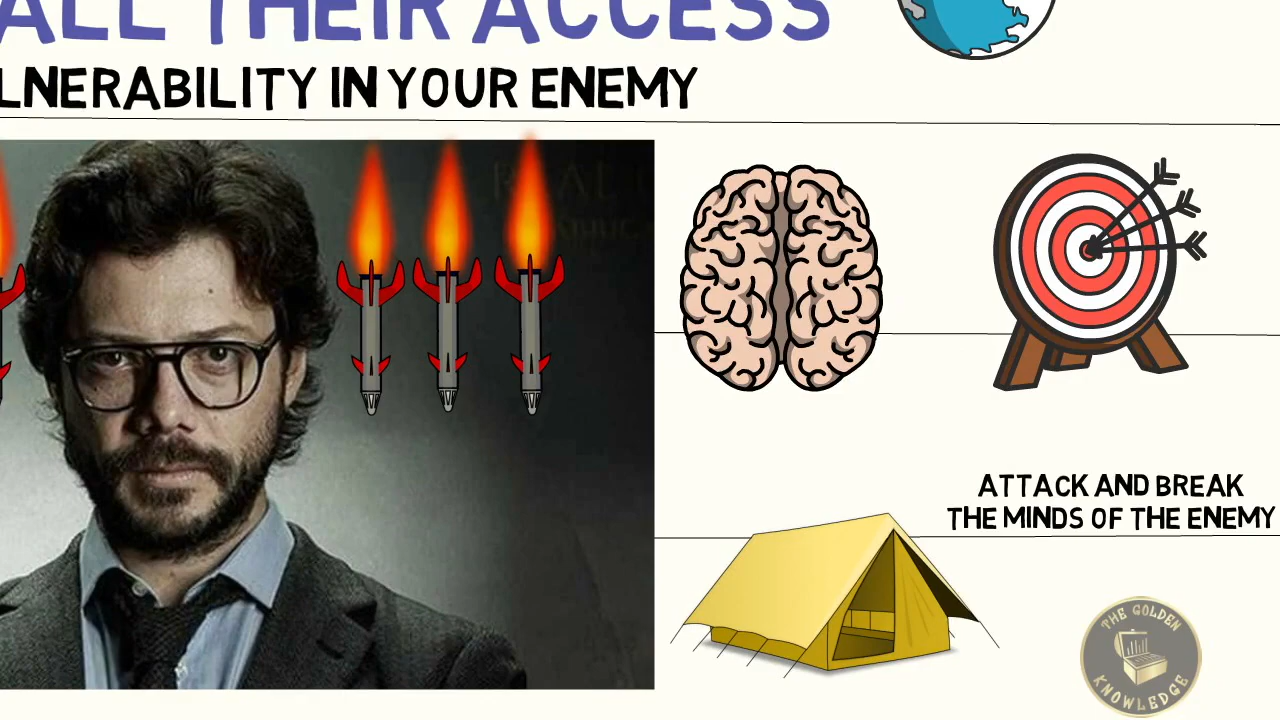 ALL THEIR ACCESS
LNERABILITY IN YOUR ENEMY
ATTACK AND BREAK
THE MINDS OF THE ENEMY
THE GOLDEN
KNOWLEDGE